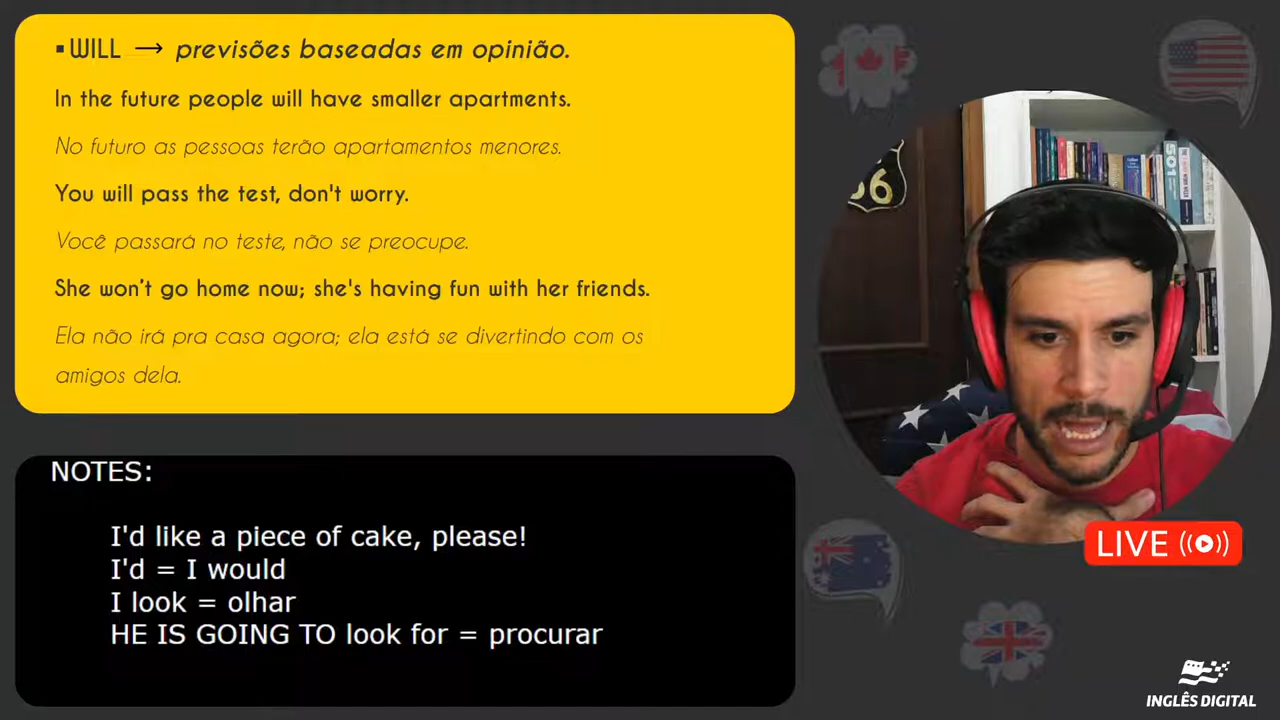 ▪WILL → previsões baseadas em opinião.
In the future people will have smaller apartments.
No futuro as pessoas terão apartamentos menores.
You will pass the test, don't worry.
Você passará no teste, não se preocupe.
She won't go home now; she's having fun with her friends.
Ela não irá pra casa agora; ela está se divertindo com os
amigos dela.
NOTES:
I'd like a piece of cake, please!
I'd = I would
I look = olhar
HE IS GOING TO look for = procurar
66
501
LIVE
INGLÊS DIGITAL